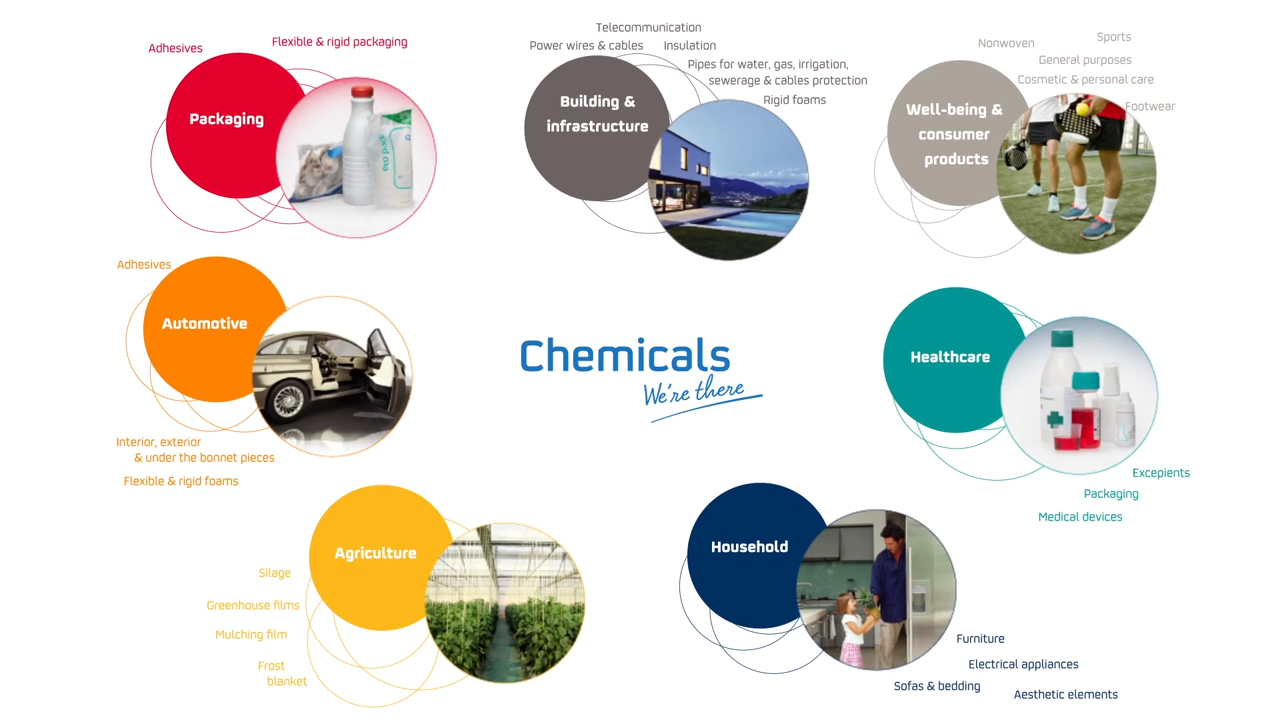 Adhesives
Flexible & rigid packaging
Packaging
eco pack
Telecommunication
Power wires & cables
Insulation
Pipes for water, gas, irrigation,
sewerage & cables protection
Rigid foams
Building &
infrastructure
Nonwoven
Sports
General purposes
Cosmetic & personal care
Footwear
Well-being &
consumer
products
Adhesives
Automotive
Interior, exterior
& under the bonnet pieces
Flexible & rigid foams
Chemicals
We're there
Healthcare
Excepients
Packaging
Medical devices
Agriculture
Silage
Greenhouse films
Mulching film
Frost
blanket
Household
Furniture
Electrical appliances
Sofas & bedding
Aesthetic elements